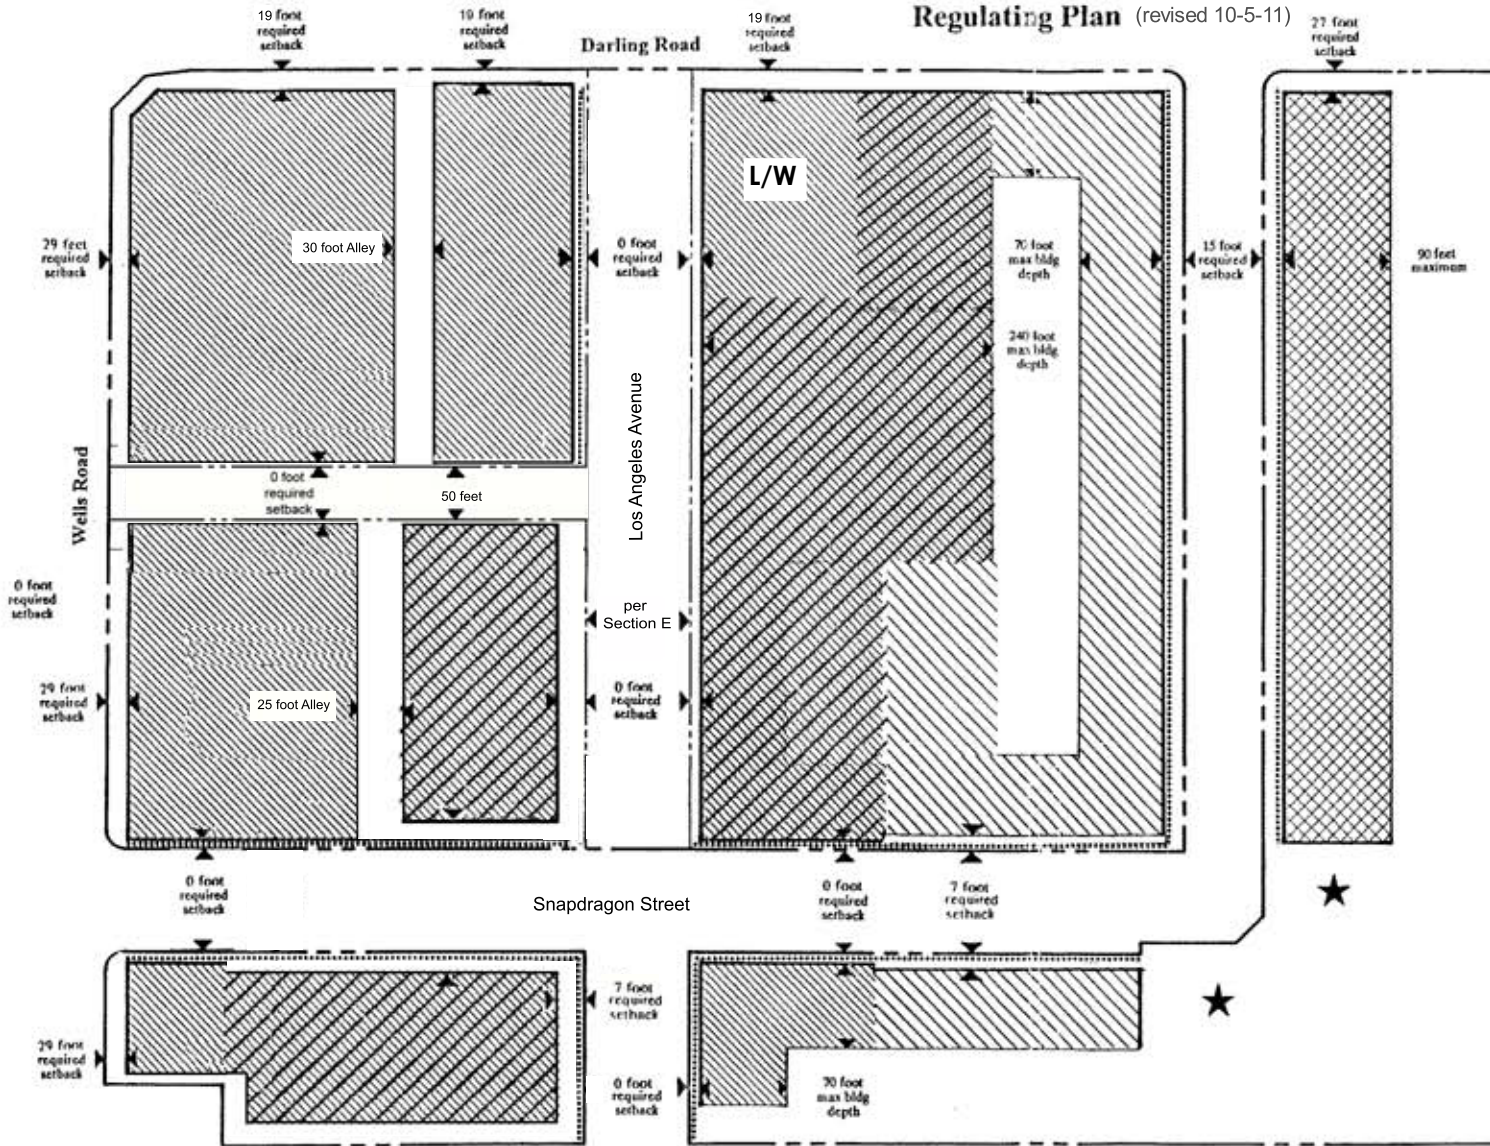 Regulating Plan (revised 10-5-11)
19 foot
required
setback
19 foot
required
setback
Darling Road
19 foot
required
setback
27 foot
required
setback
L/W
29 feet
required
setback
30 foot Alley
0 foot
required
setback
70 foot
max bldg
depth
15 foot
required
setback
90 feet
maximum
240 foot
max bldg
depth
Los Angeles Avenue
Wells Road
0 foot
required
setback
50 feet
0 foot
required
setback
per
Section E
29 foot
required
setback
25 foot Alley
0 foot
required
setback
0 foot
required
setback
Snapdragon Street
0 foot
required
setback
7 foot
required
setback
7 foot
required
setback
29 foot
required
setback
0 foot
required
setback
70 foot
max bldg
depth